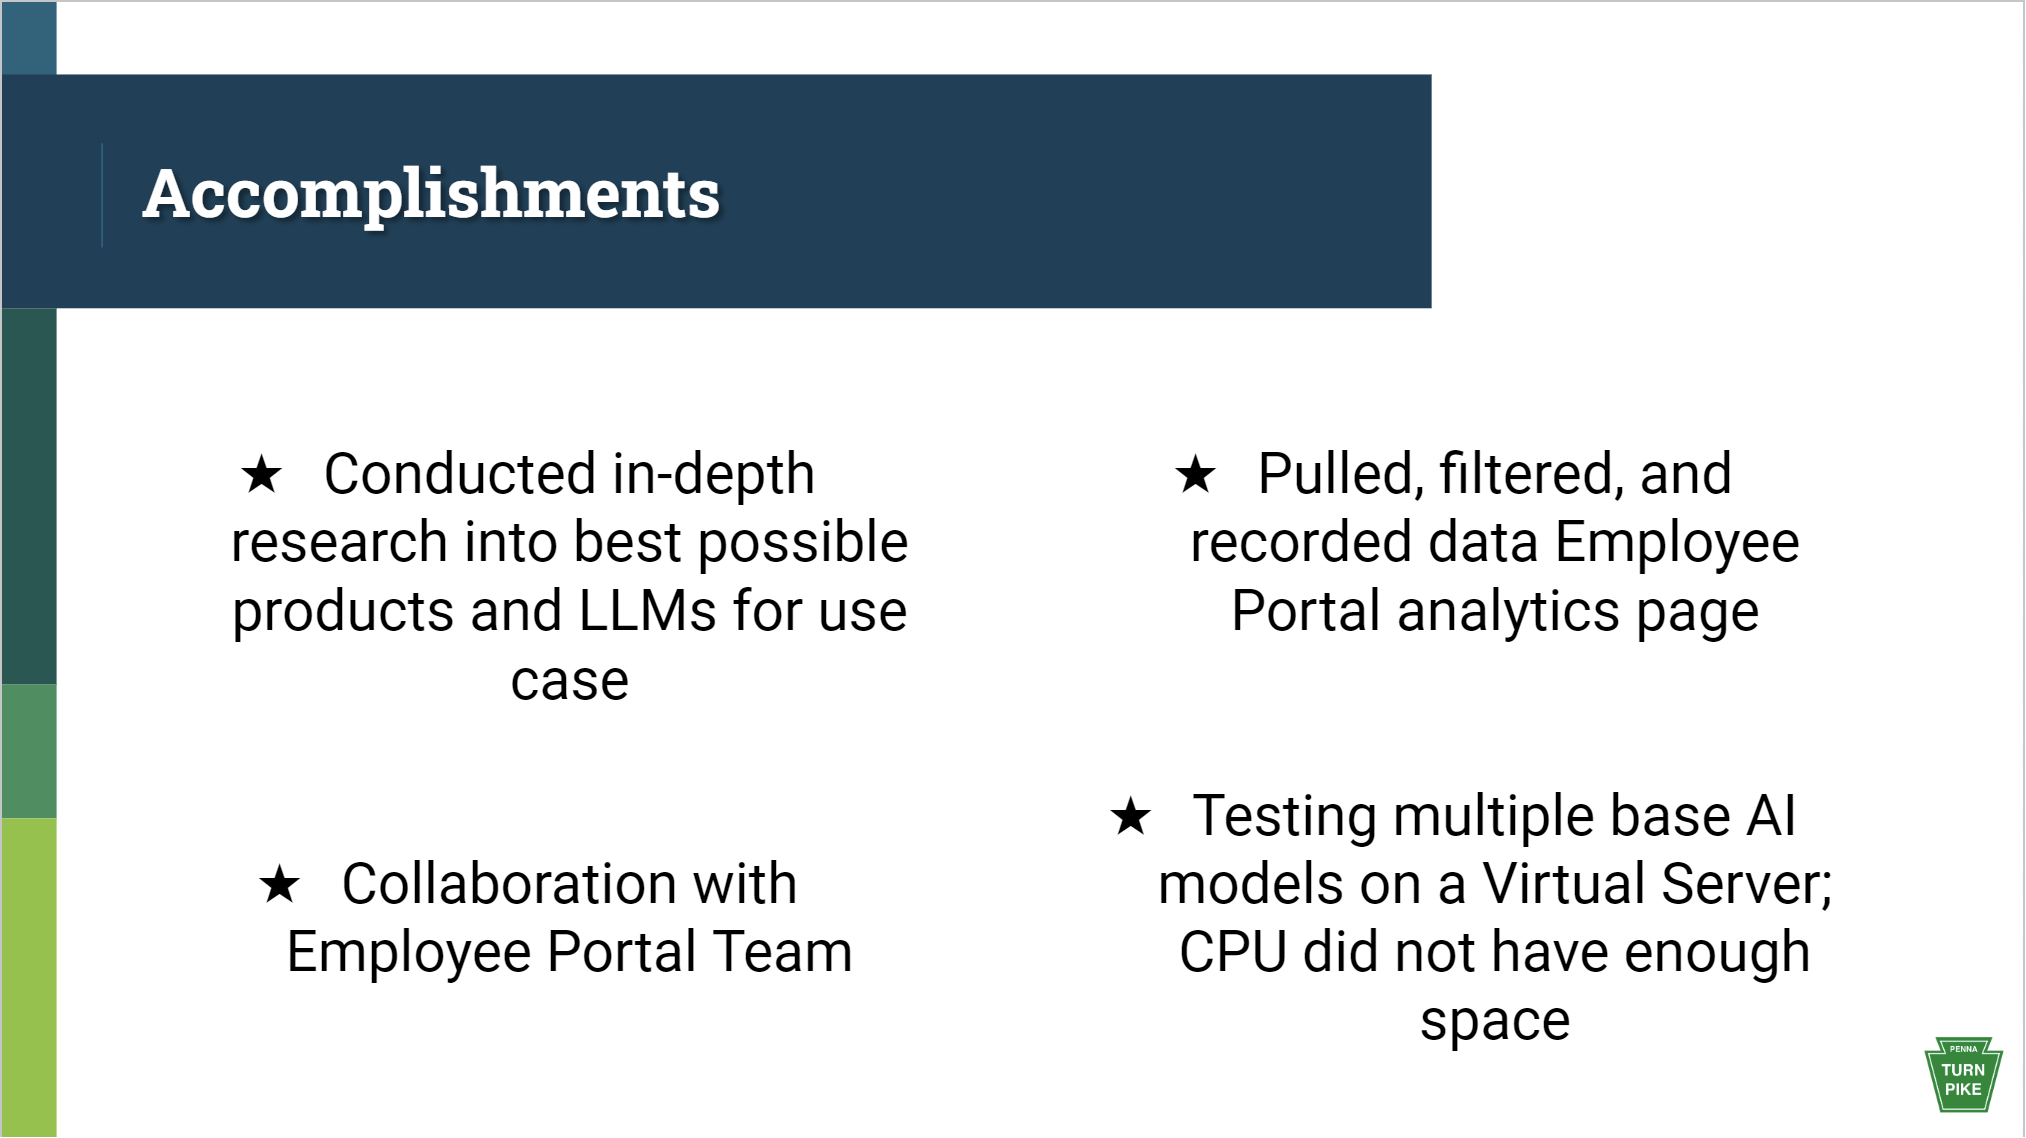 Accomplishments
★ Conducted in-depth
research into best possible
products and LLMs for use
case
★ Pulled, filtered, and
recorded data Employee
Portal analytics page
★ Collaboration with
Employee Portal Team
★ Testing multiple base AI
models on a Virtual Server;
CPU did not have enough
space
PENNA
TURN
PIKE